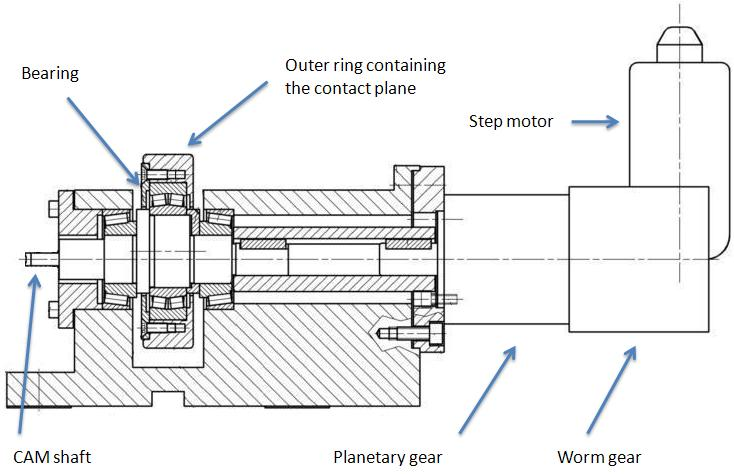 Outer ring containing
the contact plane
Bearing
Step motor
CAM shaft
Planetary gear
Worm gear